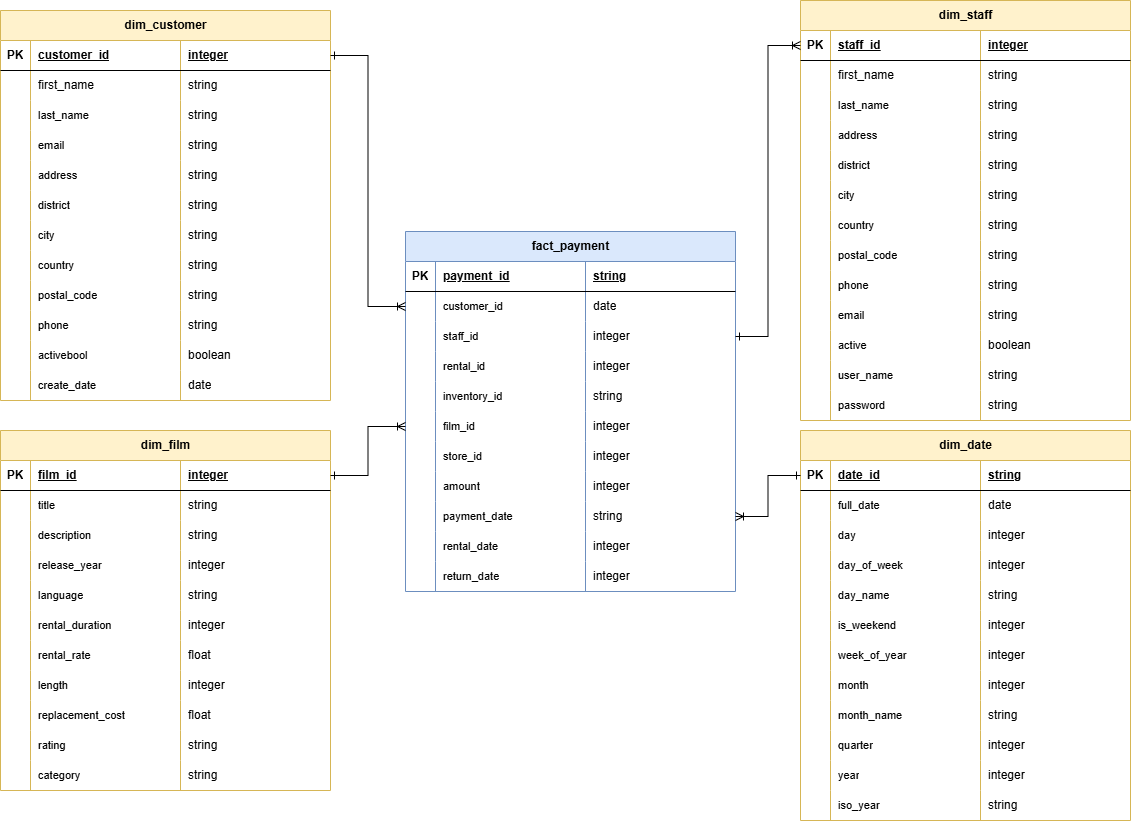 dim_customer
PK customer_id integer
first_name string
last_name string
email string
address string
district string
city string
country string
postal_code string
phone string
activebool boolean
create_date date
dim_staff
PK staff_id integer
first_name string
last_name string
address string
district string
city string
country string
postal_code string
phone string
email string
active boolean
user_name string
password string
fact_payment
PK payment_id string
customer_id date
staff_id integer
rental_id integer
inventory_id string
film_id integer
store_id integer
amount integer
payment_date string
rental_date integer
return_date integer
dim_film
PK film_id integer
title string
description string
release_year integer
language string
rental_duration integer
rental_rate float
length integer
replacement_cost float
rating string
category string
dim_date
PK date_id string
full_date date
day integer
day_of_week integer
day_name string
is_weekend integer
week_of_year integer
month integer
month_name string
quarter integer
year integer
iso_year string